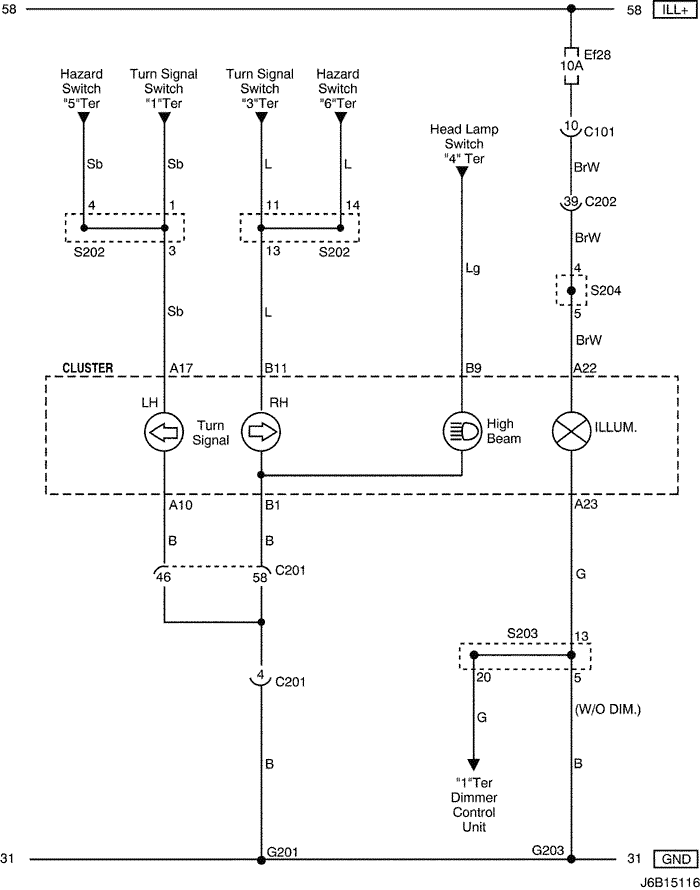 58
58
ILL+
Ef28
10A
Hazard
Switch
"5"Ter
Turn Signal
Switch
"1"Ter
Turn Signal
Switch
"3"Ter
Hazard
Switch
"6"Ter
Head Lamp
Switch
"4" Ter
10
C101
Sb
Sb
L
L
BrW
39
C202
4
1
11
14
BrW
S202
3
13
S202
Lg
4
S204
5
Sb
L
BrW
CLUSTER
A17
B11
B9
A22
LH
RH
Turn
Signal
High
Beam
ILLUM.
A10
B1
A23
B
B
46
58
C201
G
S203
13
4
C201
20
5
G
(W/O DIM.)
B
B
"1"Ter
Dimmer
Control
Unit
31
G201
G203
31
GND
J6B15116